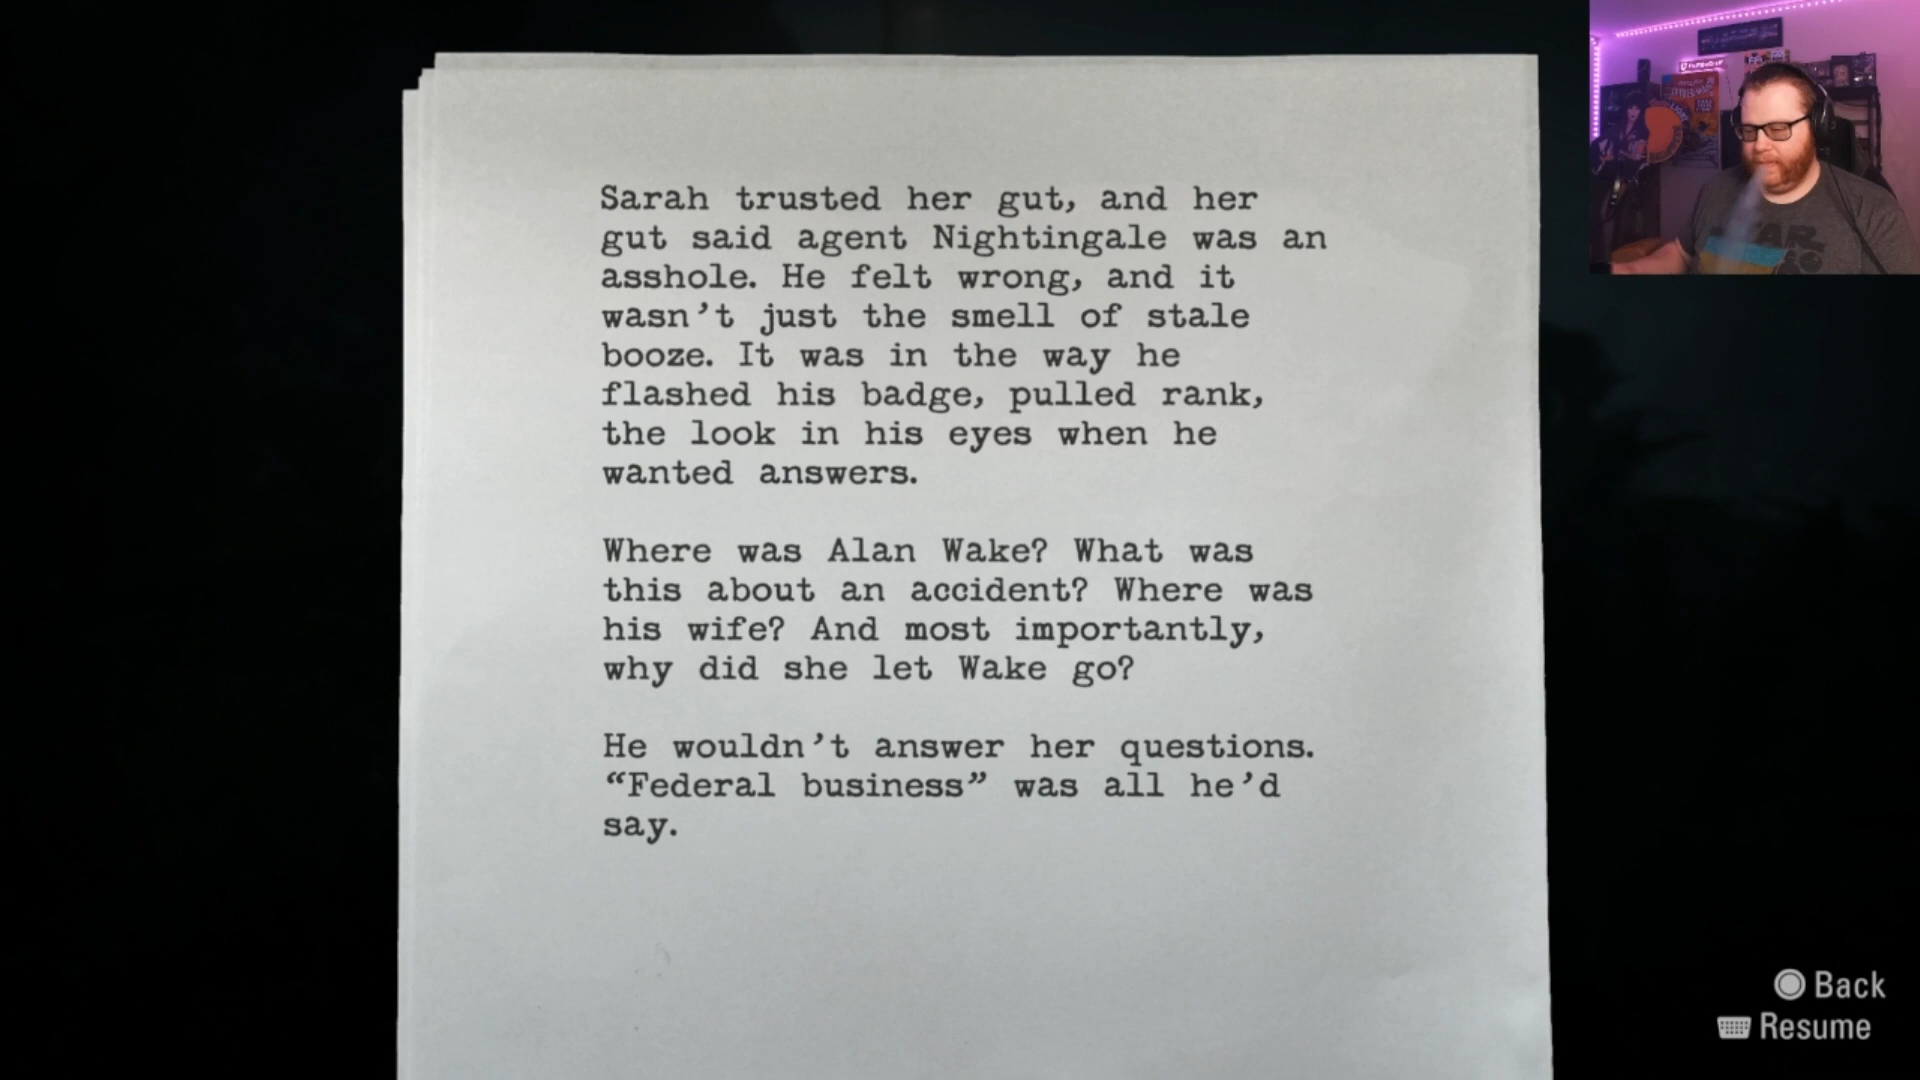 Sarah trusted her gut, and her
gut said agent Nightingale was an
asshole. He felt wrong, and it
wasn’t just the smell of stale
booze. It was in the way he
flashed his badge, pulled rank,
the look in his eyes when he
wanted answers.
Where was Alan Wake? What was
this about an accident? Where was
his wife? And most importantly,
why did she let Wake go?
He wouldn’t answer her questions.
“Federal business” was all he’d
say.
Back
Resume